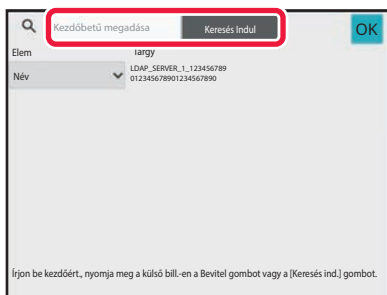 Kezdőbetű megadása Keresés Indul OK
Elem Tárgy
Név LDAP_SERVER_1_123456789
012345678901234567890
Írjon be kezdőért., nyomja meg a külső bill.-en a Bevitel gombot vagy a [Keresés ind.] gombot.